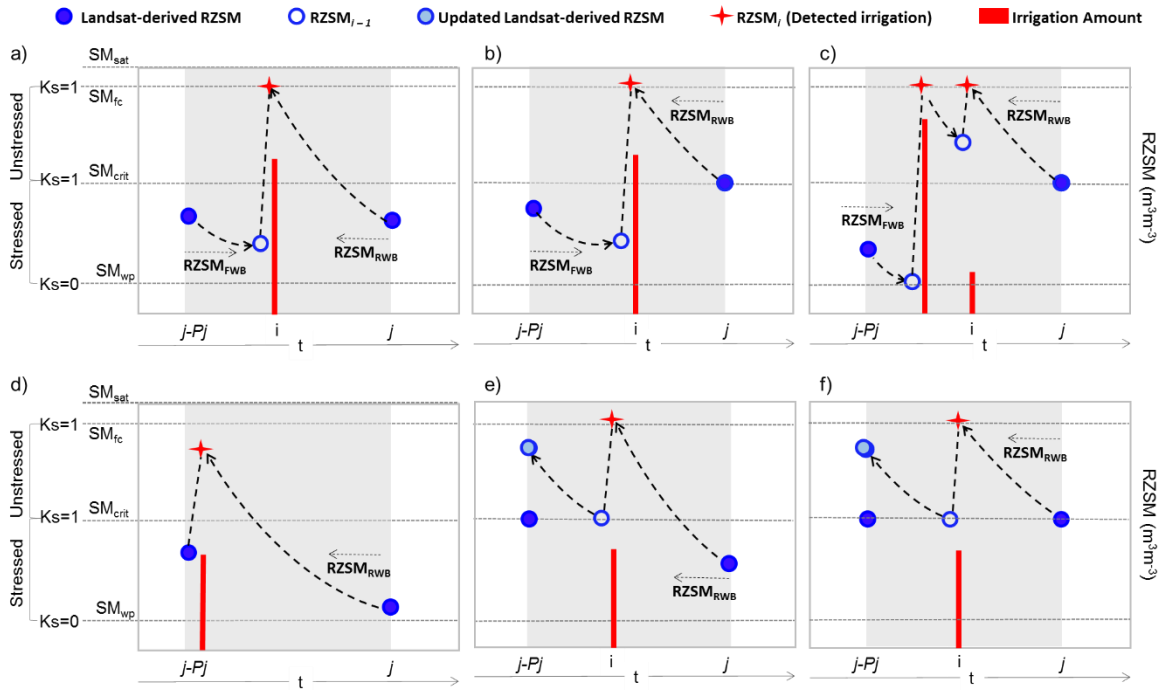 Landsat-derived RZSM RZSMi – 1 Updated Landsat-derived RZSM RZSMi (Detected irrigation) Irrigation Amount
a) b) c)
SMsat
Ks=1
SMfc
Unstressed
SMcrit
Ks=1
Stressed
SMwp
Ks=0
RZSMFWB
RZSMRWB
j-Pj i j
t
RZSMRWB
RZSMFWB
j-Pj i j
t
RZSMRWB
RZSMFWB
j-Pj i j
t
RZSM (m³m-³)
d) e) f)
SMsat
Ks=1
SMfc
Unstressed
SMcrit
Ks=1
Stressed
SMwp
Ks=0
RZSMRWB
j-Pj j
t
RZSMRWB
j-Pj i j
t
RZSMRWB
j-Pj i j
t
RZSM (m³m-³)